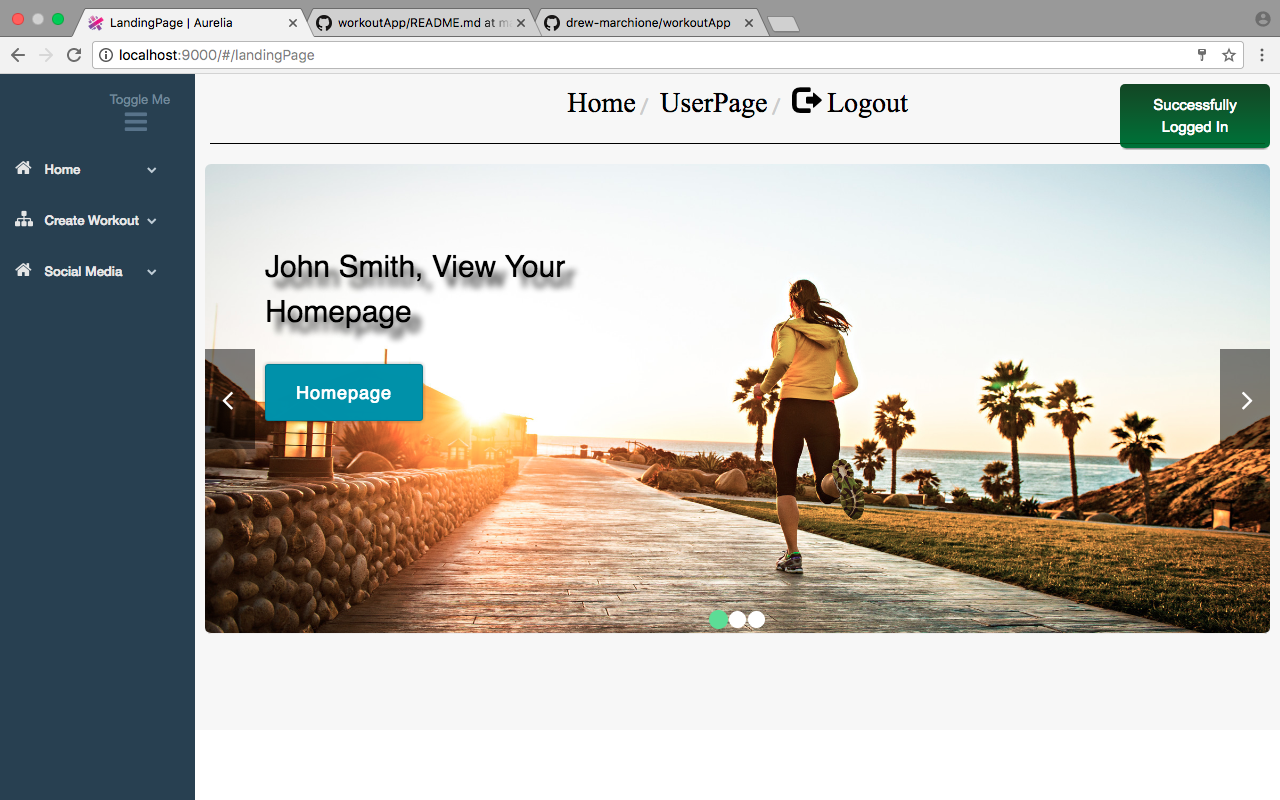 LandingPage | Aurelia
workoutApp/README.md at ma
drew-marchione/workoutApp
localhost:9000/#/landingPage
Toggle Me
Home
Create Workout
Social Media
Home / UserPage / Logout
Successfully
Logged In
John Smith, View Your
Homepage
Homepage